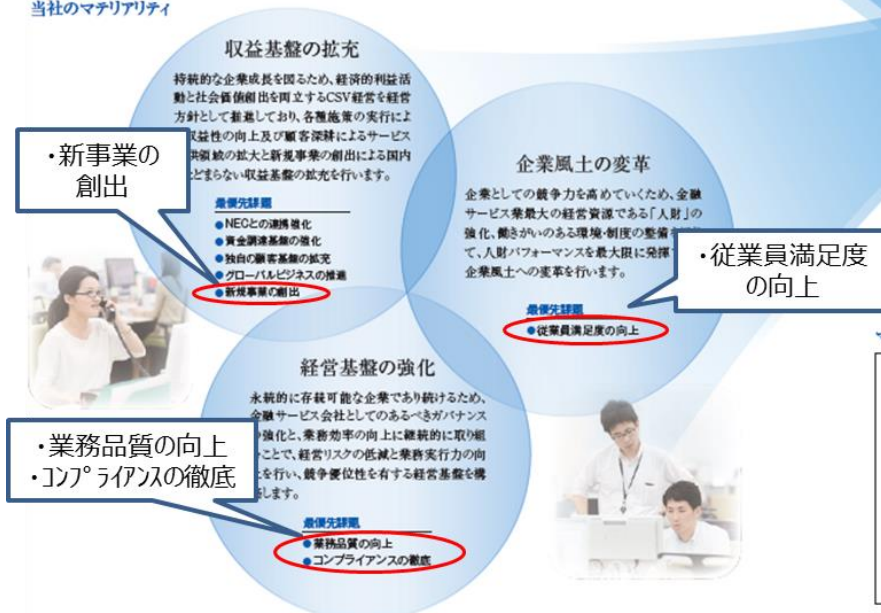 当社のマテリアリティ
収益基盤の拡充
持続的な企業成長を図るため、経済的利益活
動と社会価値創出を両立するCSV経営を経営
方針として推進しており、各種施策の実行によ
収益性の向上及び顧客深耕によるサービス
供領域の拡大と新規事業の創出による国内
とどまらない収益基盤の拡充を行います。
最優先課題
●NECとの連携強化
●資金調達基盤の強化
●独自の顧客基盤の拡充
●グローバルビジネスの推進
●新規事業の創出
・新事業の
創出
企業風土の変革
企業としての競争力を高めていくため、金融
サービス業最大の経営資源である「人財」の
強化、働きがいのある環境・制度の整備
て、人財パフォーマンスを最大限に発揮
企業風土への変革を行います。
最優先課題
●従業員満足度の向上
・従業員満足度
の向上
経営基盤の強化
永続的に存続可能な企業であり続けるため、
金融サービス会社としてのあるべきガバナンス
強化と、業務効率の向上に継続的に取り組
ことで、経営リスクの低減と業務実行力の向
を行い、競争優位性を有する経営基盤を構
します。
最優先課題
●業務品質の向上
●コンプライアンスの徹底
・業務品質の向上
・コンプライアンスの徹底